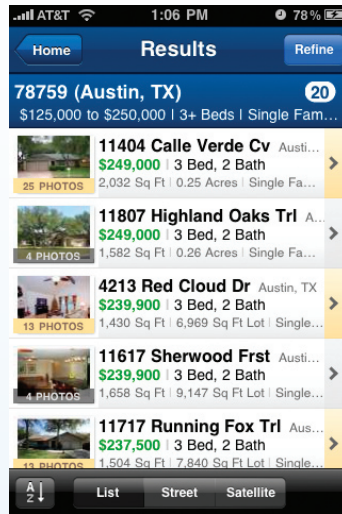 AT&T 1:06 PM 78%
Home Results Refine
78759 (Austin, TX) 20
$125,000 to $250,000 | 3+ Beds | Single Fam...
11404 Calle Verde Cv Austi...
$249,000 | 3 Bed, 2 Bath
25 PHOTOS 2,032 Sq Ft | 0.25 Acres | Single Fa...
11807 Highland Oaks Trl A...
$249,000 | 3 Bed, 2 Bath
4 PHOTOS 1,582 Sq Ft | 0.26 Acres | Single Fa...
4213 Red Cloud Dr Austin, TX
$239,900 | 3 Bed, 2 Bath
13 PHOTOS 1,430 Sq Ft | 6,969 Sq Ft Lot | Single...
11617 Sherwood Frst Austi...
$239,900 | 3 Bed, 2 Bath
4 PHOTOS 1,658 Sq Ft | 9,147 Sq Ft Lot | Single...
11717 Running Fox Trl Aus...
$237,500 | 3 Bed, 2 Bath
13 PHOTOS 1,504 Sq Ft | 7,840 Sq Ft Lot | Single...
A Z List Street Satellite